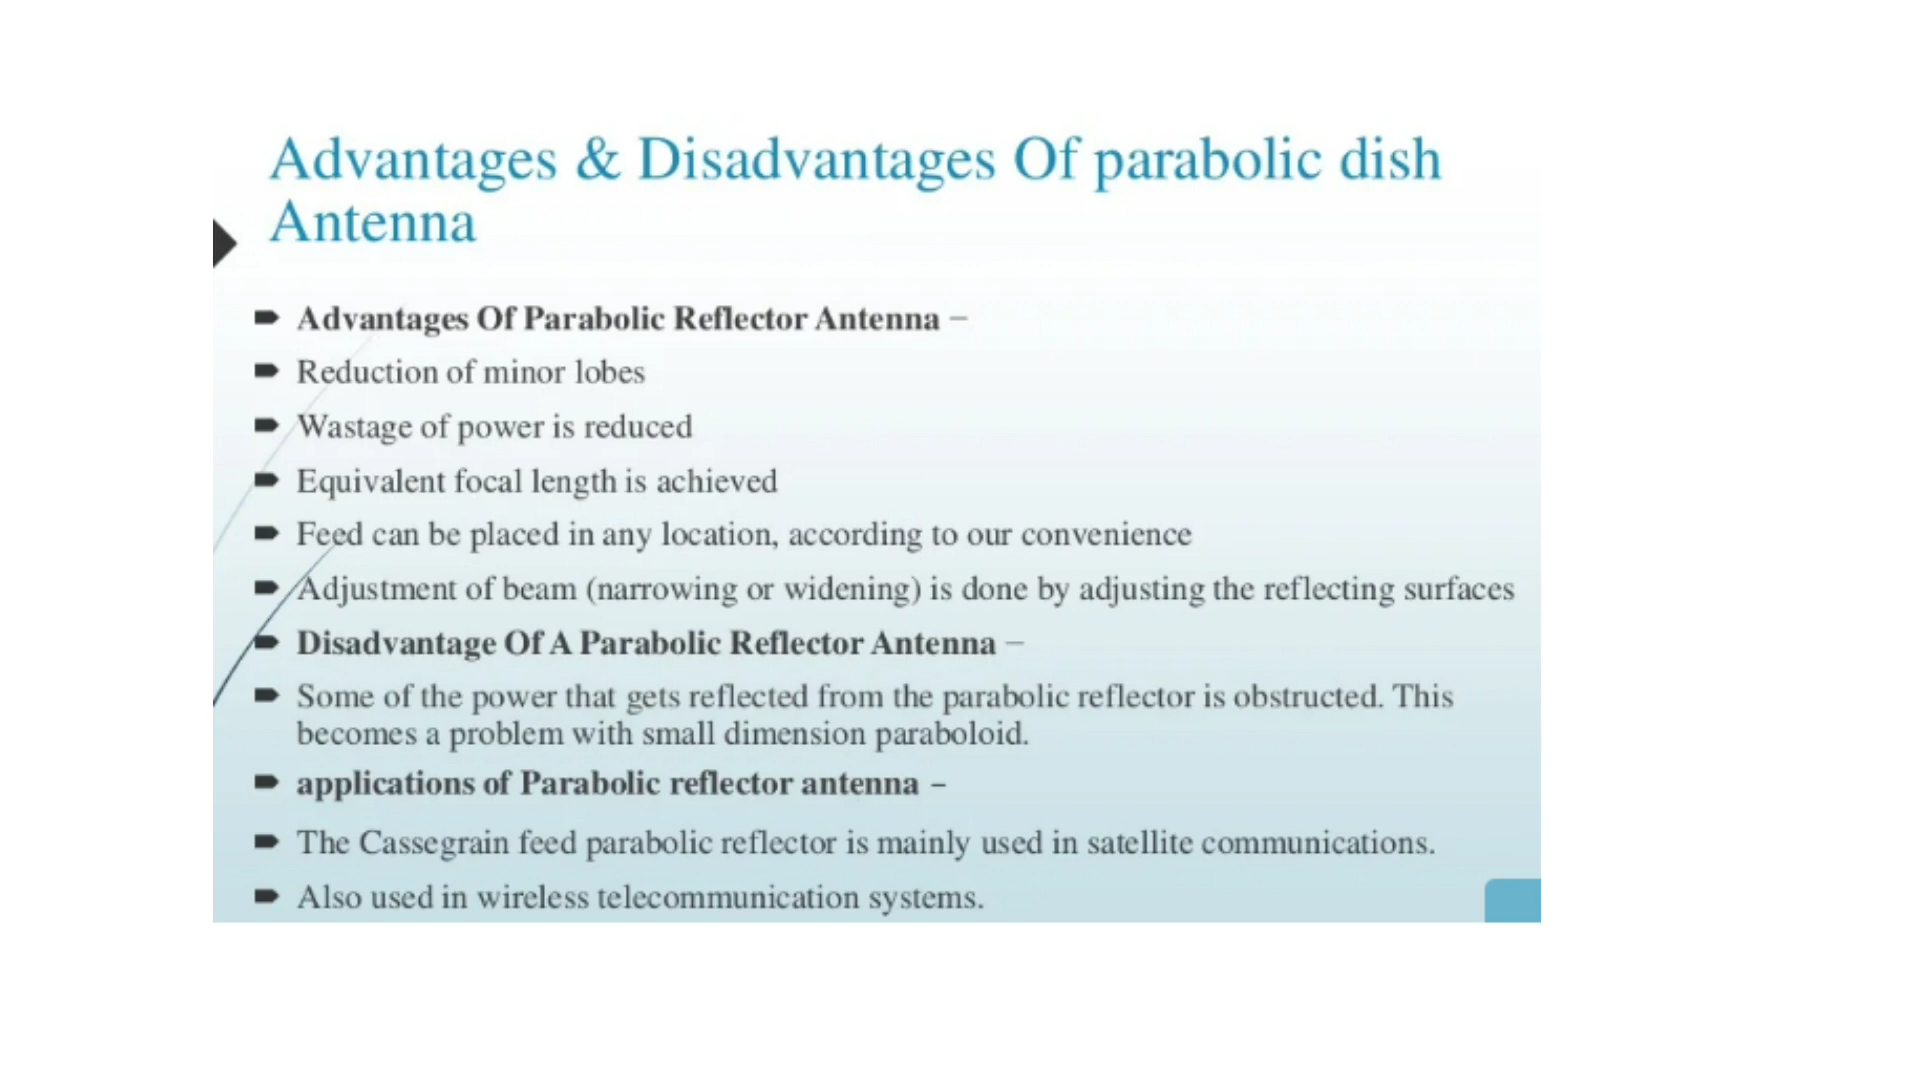 Advantages & Disadvantages Of parabolic dish
Antenna
Advantages Of Parabolic Reflector Antenna –
Reduction of minor lobes
Wastage of power is reduced
Equivalent focal length is achieved
Feed can be placed in any location, according to our convenience
Adjustment of beam (narrowing or widening) is done by adjusting the reflecting surfaces
Disadvantage Of A Parabolic Reflector Antenna –
Some of the power that gets reflected from the parabolic reflector is obstructed. This
becomes a problem with small dimension paraboloid.
applications of Parabolic reflector antenna –
The Cassegrain feed parabolic reflector is mainly used in satellite communications.
Also used in wireless telecommunication systems.